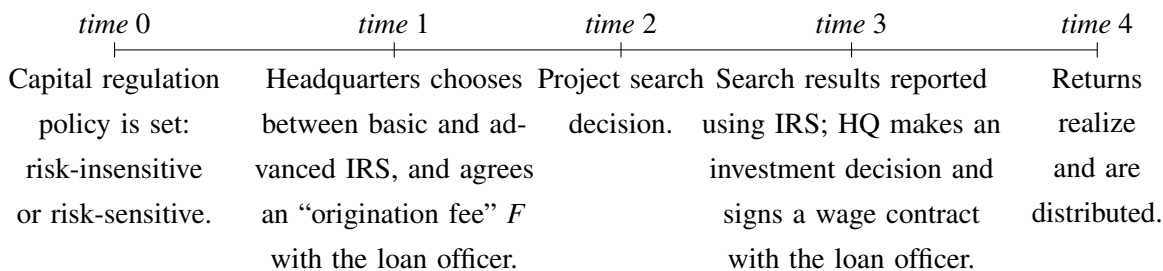 time 0 time 1 time 2 time 3 time 4
Capital regulation Headquarters chooses Project search Search results reported Returns
policy is set: between basic and ad- decision. using IRS; HQ makes an realize
risk-insensitive vanced IRS, and agrees investment decision and and are
or risk-sensitive. an “origination fee” F signs a wage contract distributed.
with the loan officer. with the loan officer.